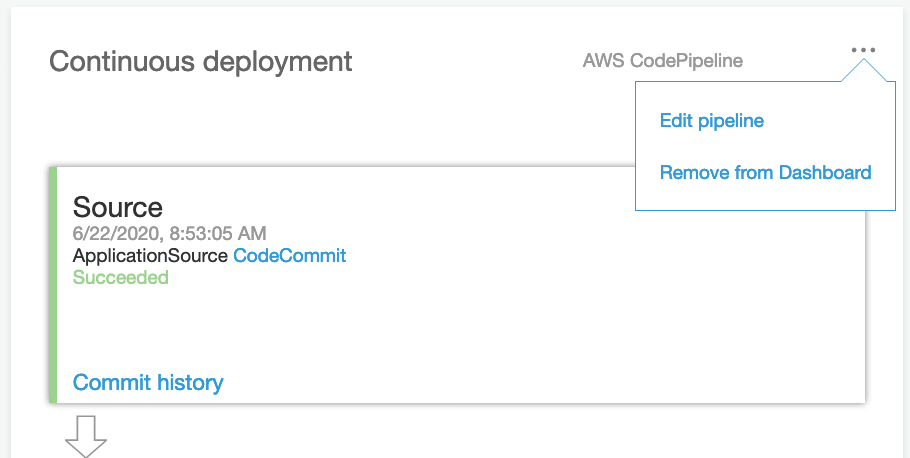 Continuous deployment
AWS CodePipeline
Edit pipeline
Remove from Dashboard
Source
6/22/2020, 8:53:05 AM
ApplicationSource CodeCommit
Succeeded
Commit history